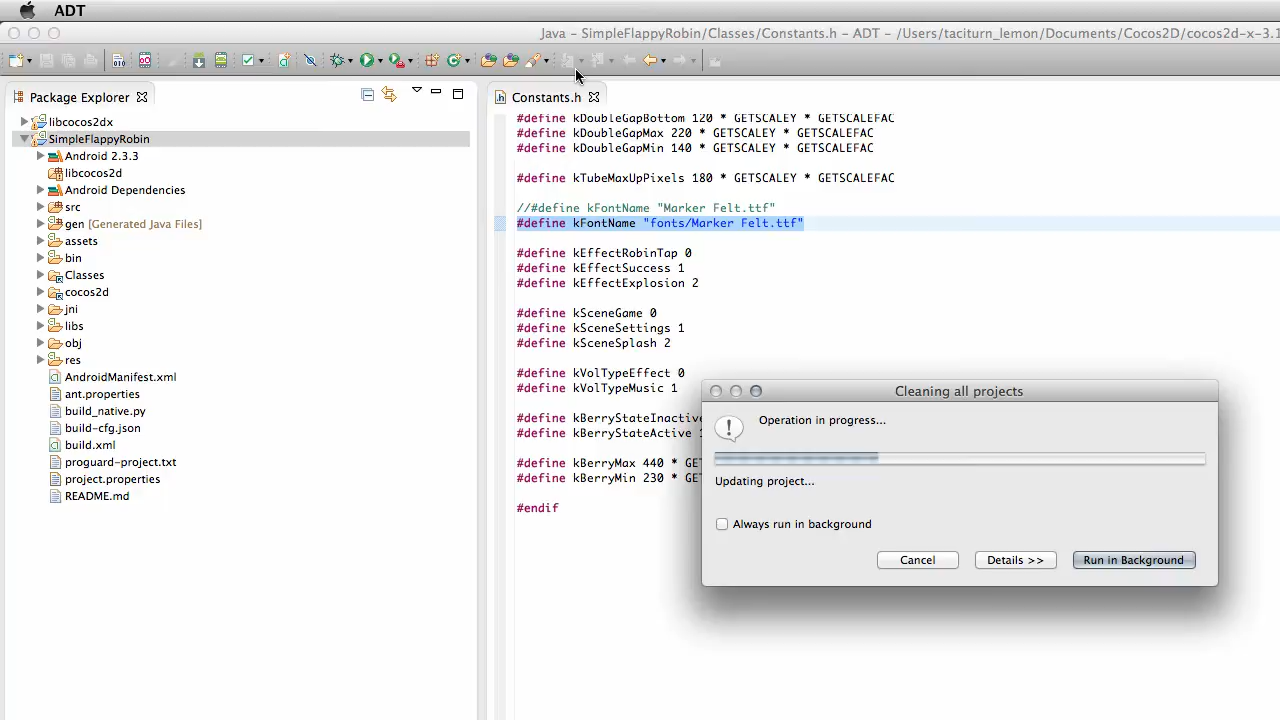 ADT
Java - SimpleFlappyRobin/Classes/Constants.h - ADT - /Users/taciturn_lemon/Documents/Cocos2D/cocos2d-x-3.1
Package Explorer
Constants.h
libcocos2dx
SimpleFlappyRobin
Android 2.3.3
libcocos2d
Android Dependencies
src
gen [Generated Java Files]
assets
bin
Classes
cocos2d
jni
libs
obj
res
AndroidManifest.xml
ant.properties
build_native.py
build-cfg.json
build.xml
proguard-project.txt
project.properties
README.md
#define kDoubleGapBottom 120 * GETSCALEY * GETSCALEFAC
#define kDoubleGapMax 220 * GETSCALEY * GETSCALEFAC
#define kDoubleGapMin 140 * GETSCALEY * GETSCALEFAC
#define kTubeMaxUpPixels 180 * GETSCALEY * GETSCALEFAC
//#define kFontName "Marker Felt.ttf"
#define kFontName "fonts/Marker Felt.ttf"
#define kEffectRobinTap 0
#define kEffectSuccess 1
#define kEffectExplosion 2
#define kSceneGame 0
#define kSceneSettings 1
#define kSceneSplash 2
#define kVolTypeEffect 0
#define kVolTypeMusic 1
#define kBerryStateInactive
#define kBerryStateActive 1
#define kBerryMax 440 * GET
#define kBerryMin 230 * GET
#endif
Cleaning all projects
Operation in progress...
Updating project...
Always run in background
Cancel
Details >>
Run in Background